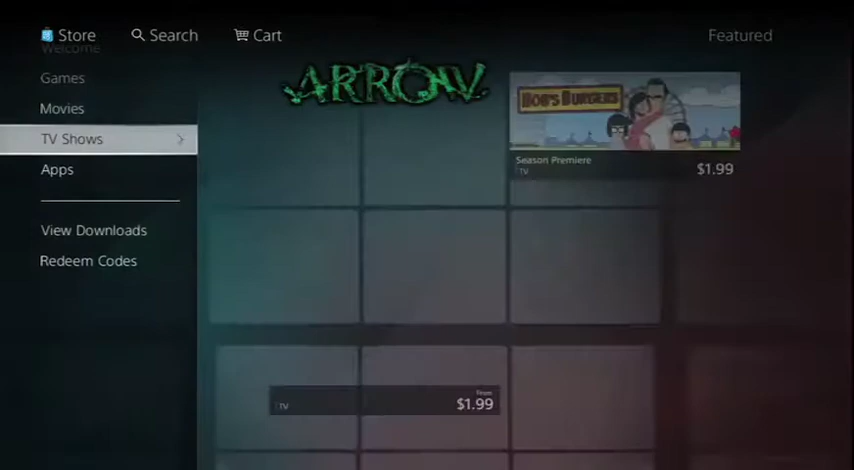 Store
Search
Cart
Featured
Welcome
Games
Movies
TV Shows
Apps
View Downloads
Redeem Codes
ARROW
BOB'S BURGERS
Season Premiere
TV
$1.99
From
TV
$1.99